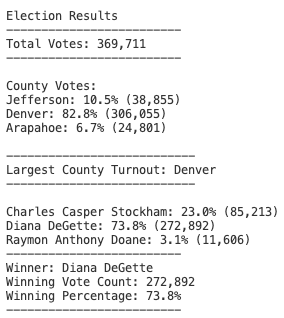 Election Results
-------------------------
Total Votes: 369,711
-------------------------
County Votes:
Jefferson: 10.5% (38,855)
Denver: 82.8% (306,055)
Arapahoe: 6.7% (24,801)
---------------------------
Largest County Turnout: Denver
---------------------------
Charles Casper Stockham: 23.0% (85,213)
Diana DeGette: 73.8% (272,892)
Raymon Anthony Doane: 3.1% (11,606)
-------------------------
Winner: Diana DeGette
Winning Vote Count: 272,892
Winning Percentage: 73.8%
-------------------------